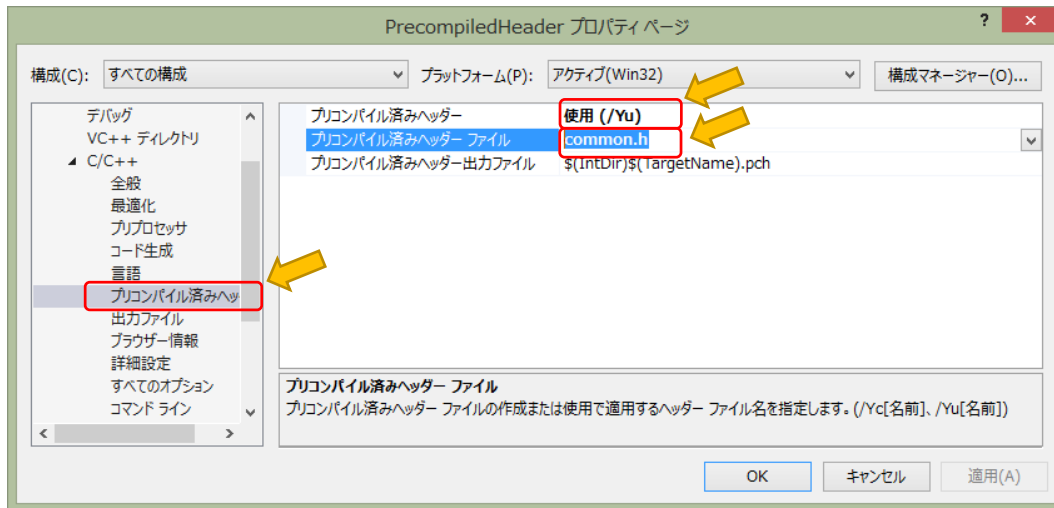 PrecompiledHeader プロパティ ページ
? ×
構成(C): すべての構成 プラットフォーム(P): アクティブ(Win32) 構成マネージャー(O)...
デバッグ
VC++ ディレクトリ
C/C++
全般
最適化
プリプロセッサ
コード生成
言語
プリコンパイル済みヘッ
出力ファイル
ブラウザー情報
詳細設定
すべてのオプション
コマンド ライン
プリコンパイル済みヘッダー 使用 (/Yu)
プリコンパイル済みヘッダー ファイル common.h
プリコンパイル済みヘッダー出力ファイル $(IntDir)$(TargetName).pch
プリコンパイル済みヘッダー ファイル
プリコンパイル済みヘッダー ファイルの作成または使用で適用するヘッダー ファイル名を指定します。(/Yc[名前]、/Yu[名前])
OK キャンセル 適用(A)